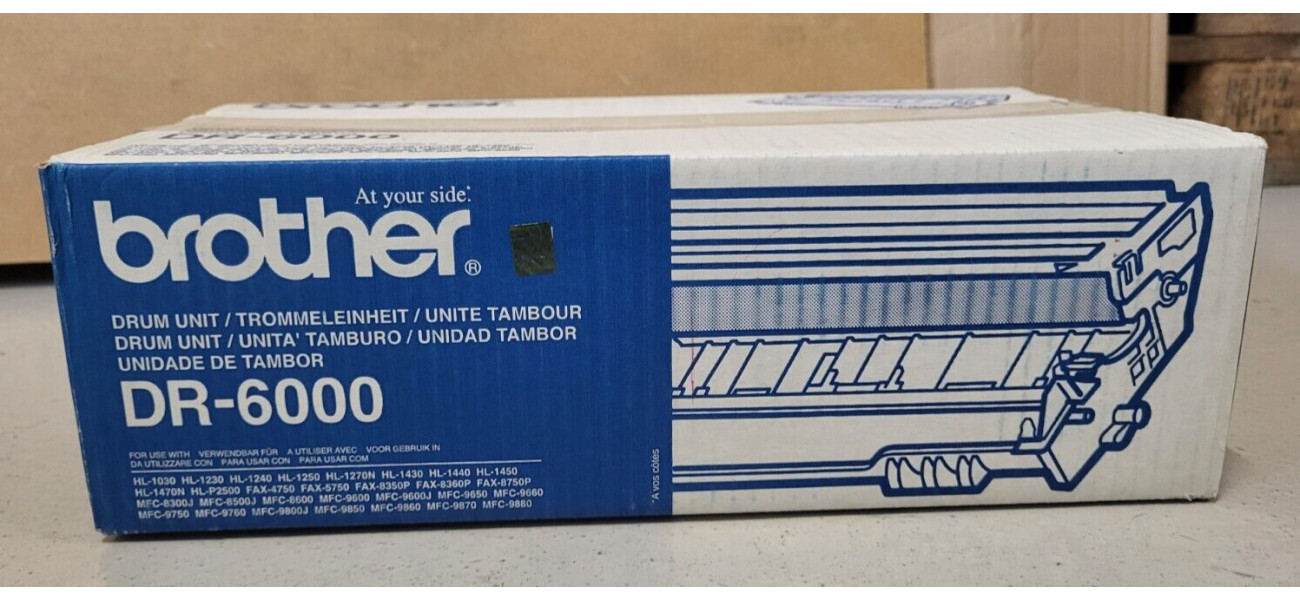 DR-6000
At your side.
brother®
DRUM UNIT / TROMMELEINHEIT / UNITE TAMBOUR
DRUM UNIT / UNITA' TAMBURO / UNIDAD TAMBOR
UNIDADE DE TAMBOR
DR-6000
FOR USE WITH VERWENDBAR FÜR A UTILISER AVEC VOOR GEBRUIK IN
DA UTILIZZARE CON PARA USAR CON PARA USAR COM
HL-1030 HL-1230 HL-1240 HL-1250 HL-1270N HL-1430 HL-1440 HL-1450
HL-1470N HL-P2500 FAX-4750 FAX-5750 FAX-8350P FAX-8360P FAX-8750P
MFC-8300J MFC-8500J MFC-8600 MFC-9600 MFC-9600J MFC-9650 MFC-9660
MFC-9750 MFC-9760 MFC-9800J MFC-9850 MFC-9860 MFC-9870 MFC-9880
*A vos côtés